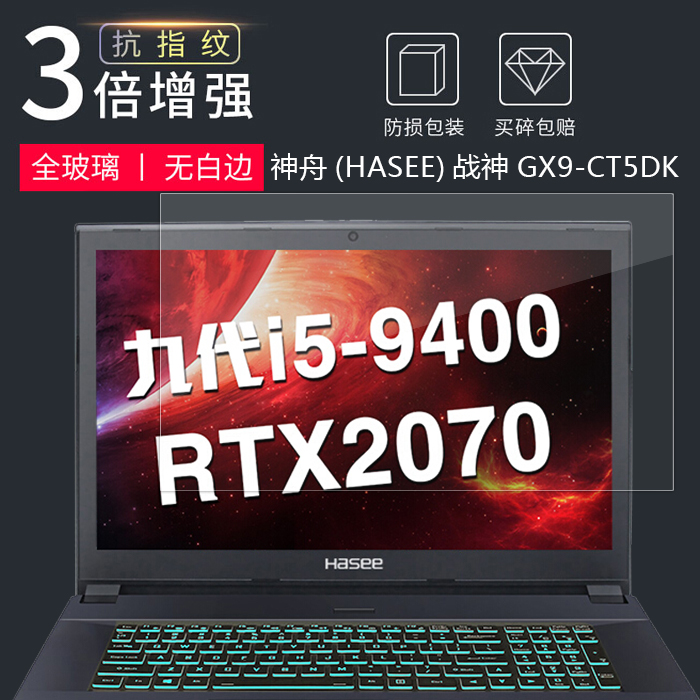 3
抗指纹
倍增强
防损包装
买碎包赔
全玻璃 | 无白边
神舟 (HASEE) 战神 GX9-CT5DK
九代i5-9400
RTX2070
Hasee